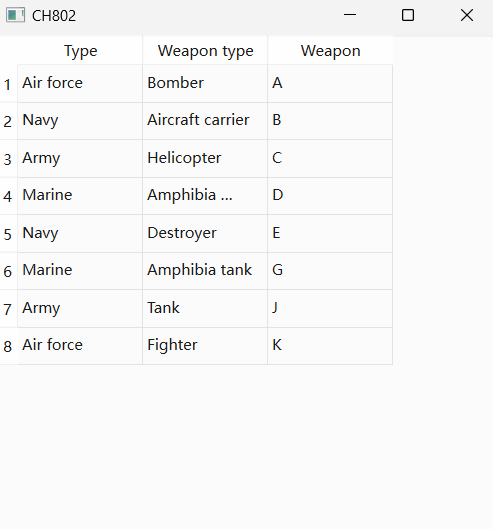 CH802
Type Weapon type Weapon
1 Air force Bomber A
2 Navy Aircraft carrier B
3 Army Helicopter C
4 Marine Amphibia ... D
5 Navy Destroyer E
6 Marine Amphibia tank G
7 Army Tank J
8 Air force Fighter K